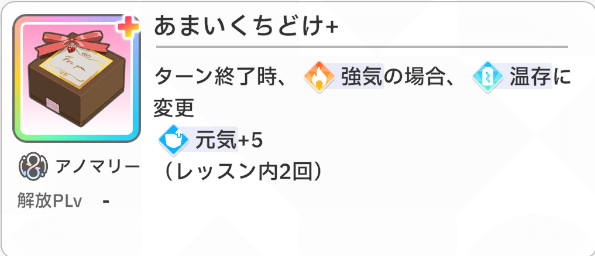 あまいくちどけ+
ターン終了時、強気の場合、温存に
変更
元気+5
（レッスン内2回）
アノマリー
解放PLv -